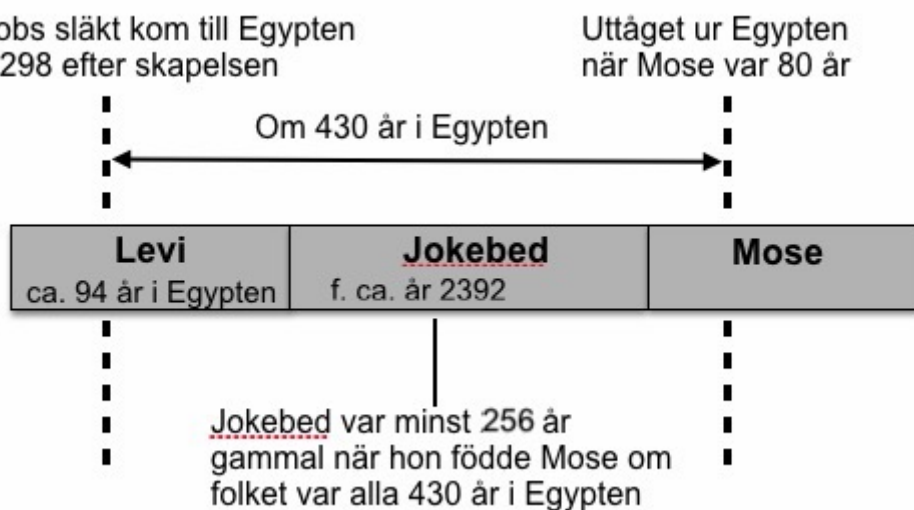 obs släkt kom till Egypten
298 efter skapelsen
Uttåget ur Egypten
när Mose var 80 år
Om 430 år i Egypten
Levi
ca. 94 år i Egypten
Jokebed
f. ca. år 2392
Mose
Jokebed var minst 256 år
gammal när hon födde Mose om
folket var alla 430 år i Egypten